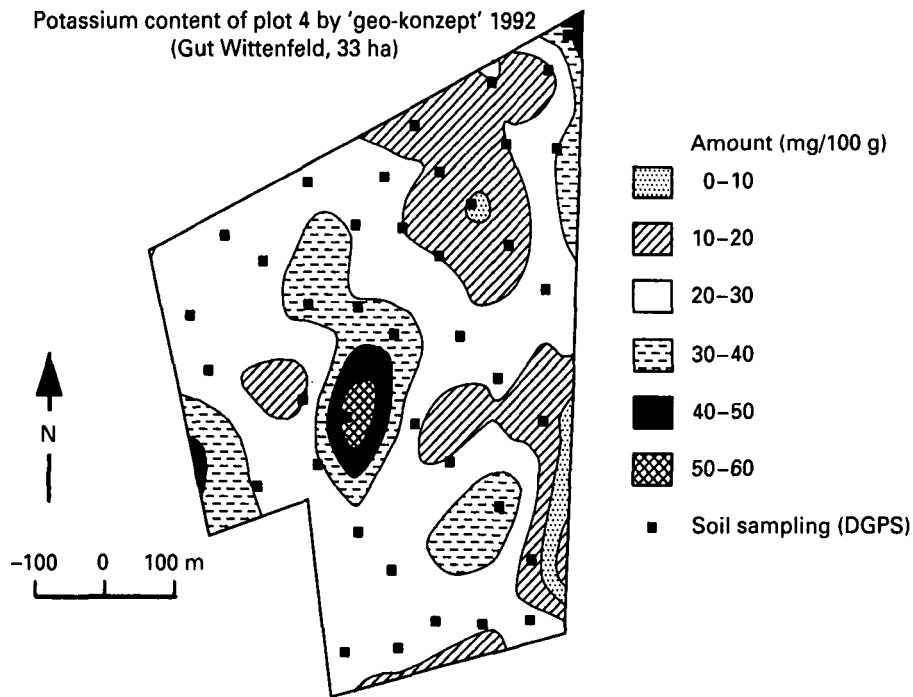 Potassium content of plot 4 by ‘geo-konzept’ 1992
(Gut Wittenfeld, 33 ha)
Amount (mg/100 g)
0–10
10–20
20–30
30–40
40–50
50–60
Soil sampling (DGPS)
N
–100 0 100 m